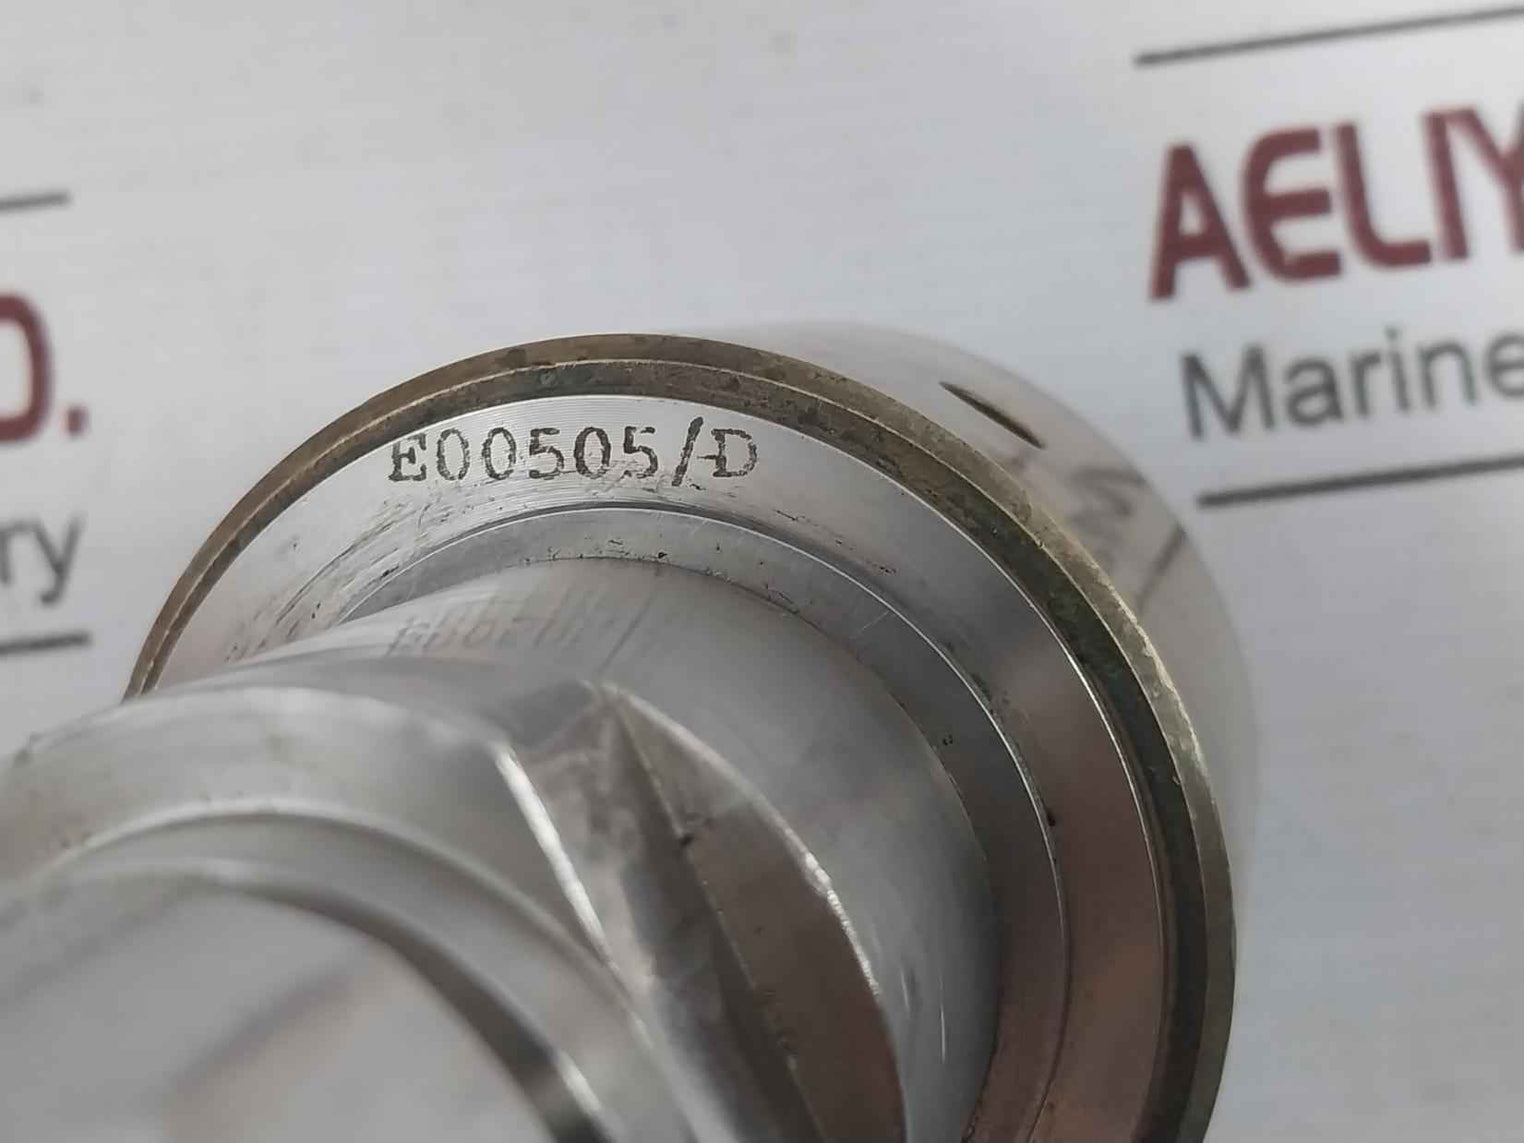 AELIY
Marine
D.
ry
E00505/D